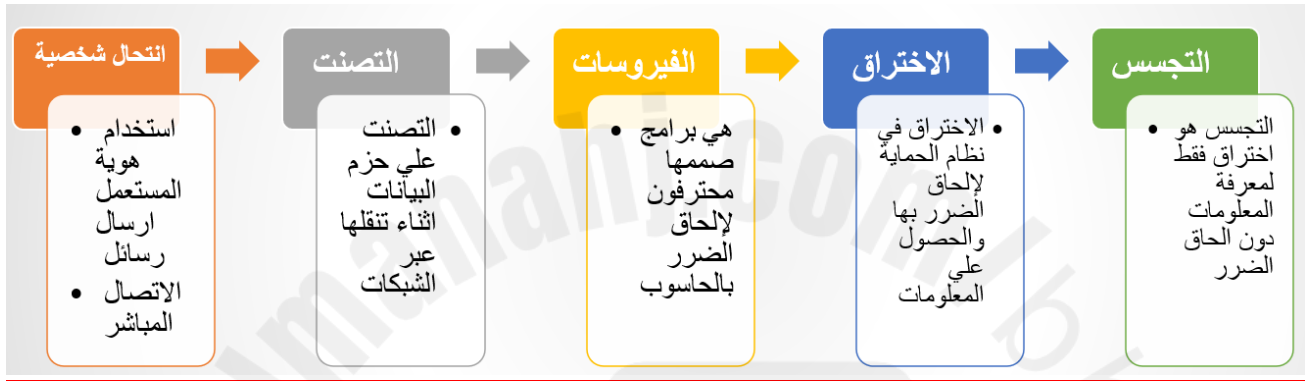 التجسس
• التجسس هو
اختراق فقط
لمعرفة
المعلومات
دون الحاق
الضرر
الاختراق
• الاختراق في
نظام الحماية
لإلحاق
الضرر بها
والحصول
علي
المعلومات
الفيروسات
• هي برامج
صممها
محترفون
لإلحاق
الضرر
بالحاسوب
التصنت
• التصنت
علي حزم
البيانات
اثناء تنقلها
عبر
الشبكات
انتحال شخصية
• استخدام
هوية
المستعمل
ارسال
رسائل
• الاتصال
المباشر